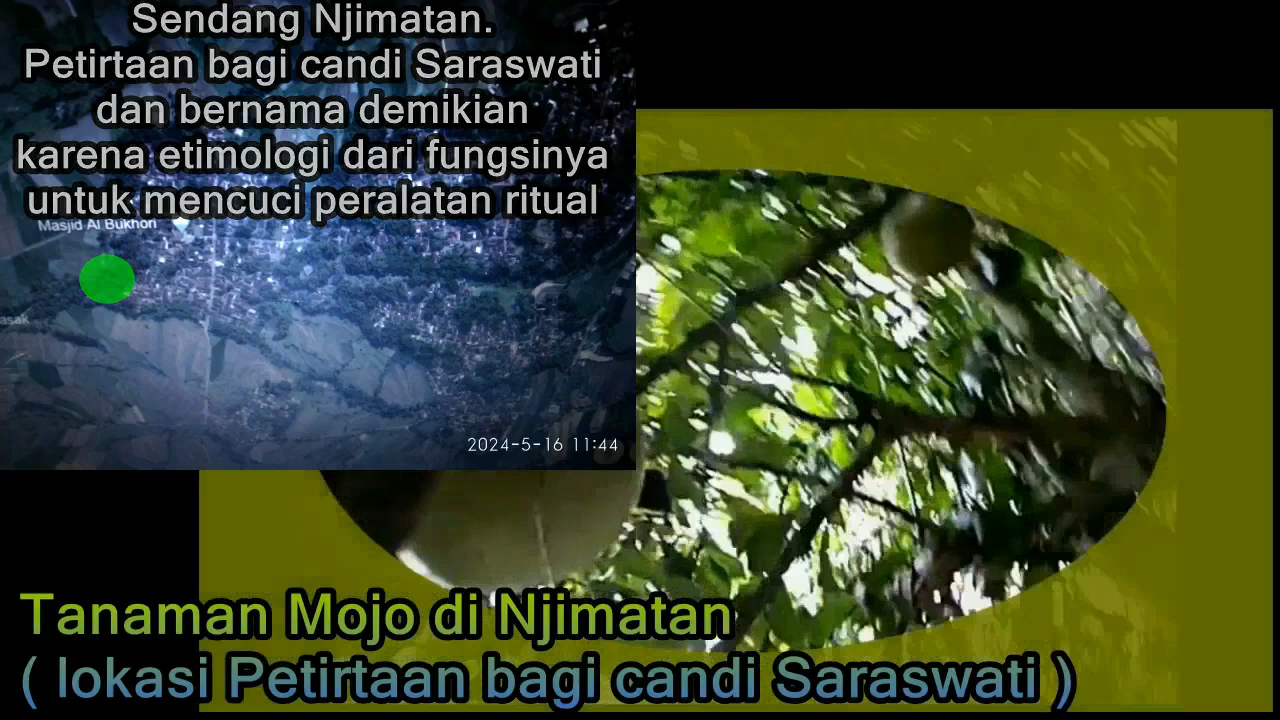 Sendang Njimatan.
Petirtaan bagi candi Saraswati
dan bernama demikian
karena etimologi dari fungsinya
untuk mencuci peralatan ritual
Masjid Al Bukhori
asak
2024-5-16 11:44
Tanaman Mojo di Njimatan
( lokasi Petirtaan bagi candi Saraswati )